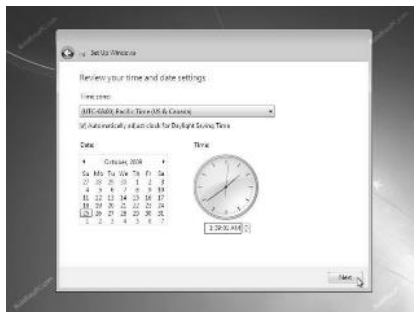 Set Up Windows
Review your time and date settings
Time zone:
(UTC-08:00) Pacific Time (US & Canada)
Automatically adjust clock for Daylight Saving Time
Date: Time:
October, 2009
Su Mo Tu We Th Fr Sa
27 28 29 30 1 2 3
4 5 6 7 8 9 10
11 12 13 14 15 16 17
18 19 20 21 22 23 24
25 26 27 28 29 30 31
1 2 3 4 5 6 7
Next